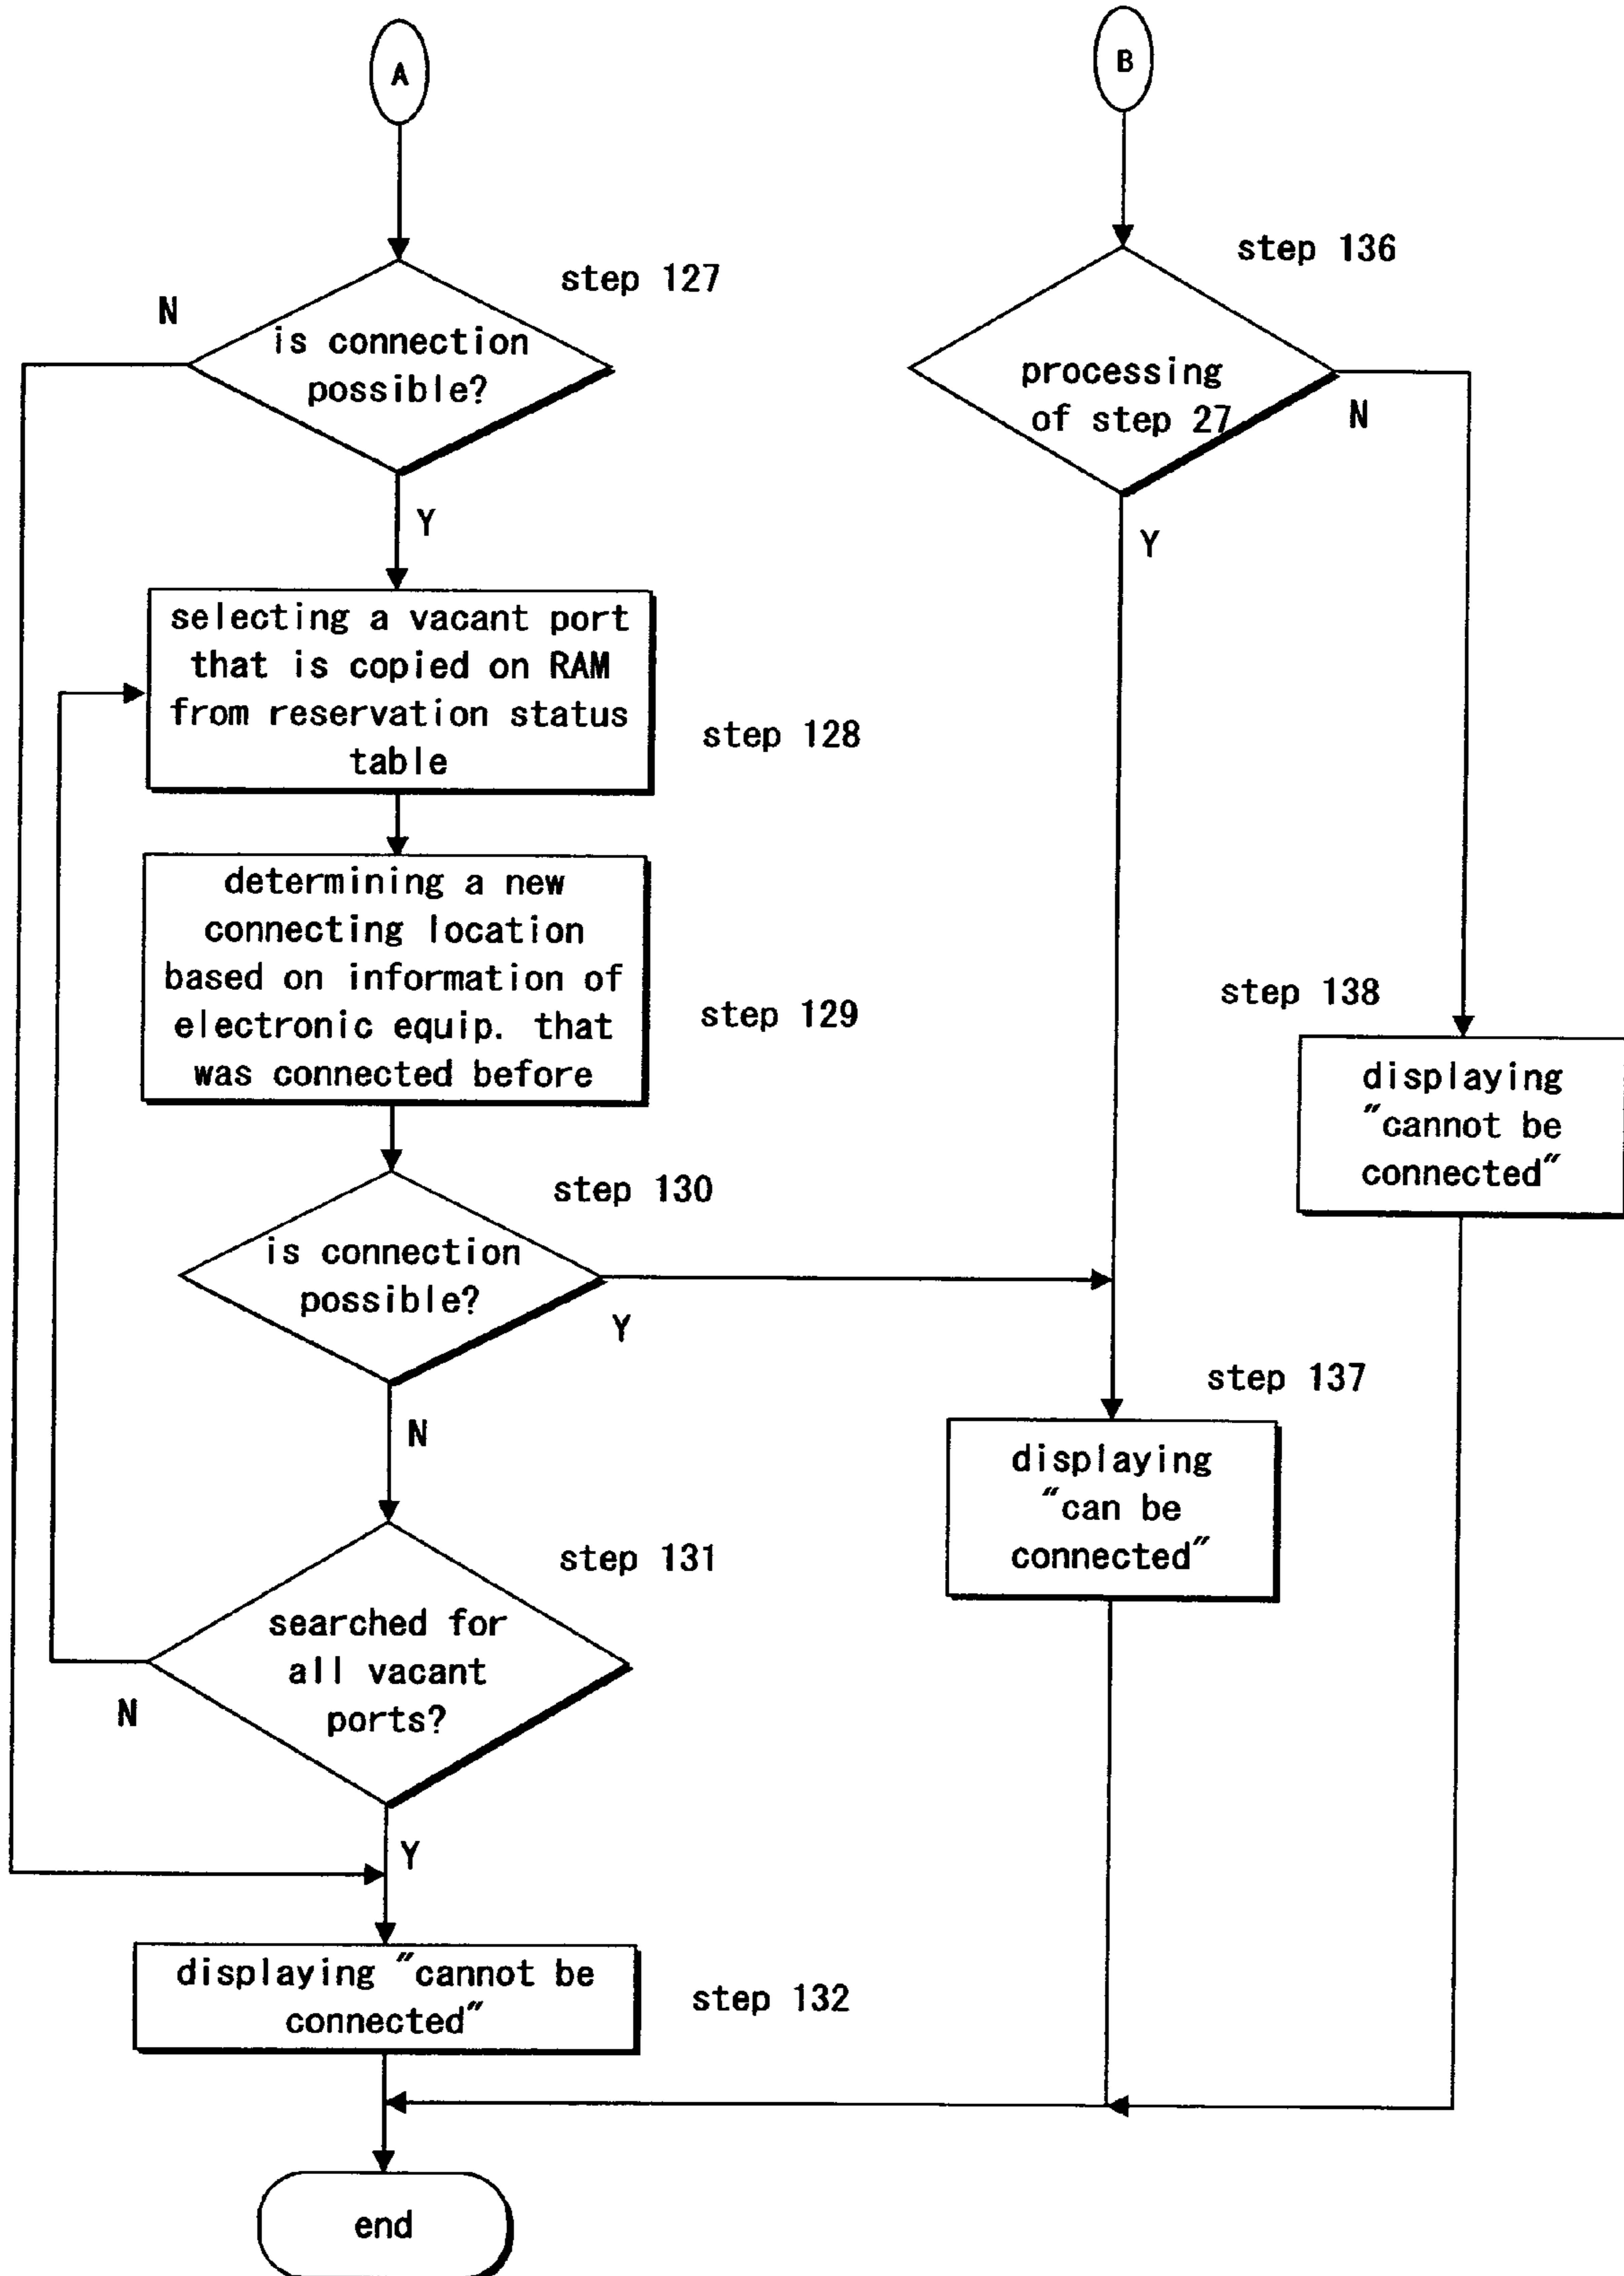 A
B
step 127
N
is connection
possible?
Y
selecting a vacant port
that is copied on RAM
from reservation status
table
step 128
determining a new
connecting location
based on information of
electronic equip. that
was connected before
step 129
step 130
is connection
possible?
Y
N
step 131
searched for
all vacant
ports?
N
Y
displaying "cannot be
connected"
step 132
end
step 136
processing
of step 27
N
Y
step 138
displaying
"cannot be
connected"
step 137
displaying
"can be
connected"